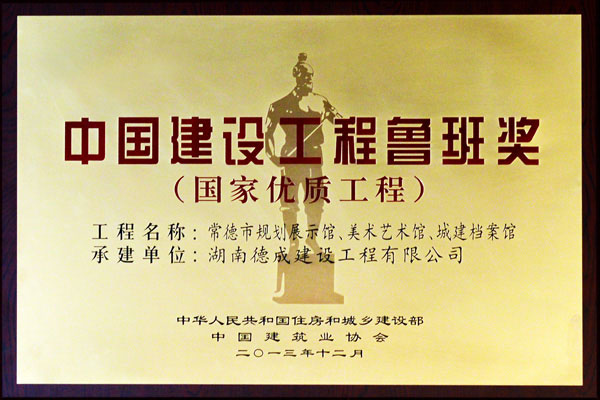 中国建设工程鲁班奖
（国家优质工程）
工程名称：常德市规划展示馆、美术艺术馆、城建档案馆
承建单位：湖南德成建设工程有限公司
中华人民共和国住房和城乡建设部
中国建筑业协会
二〇一三年十二月